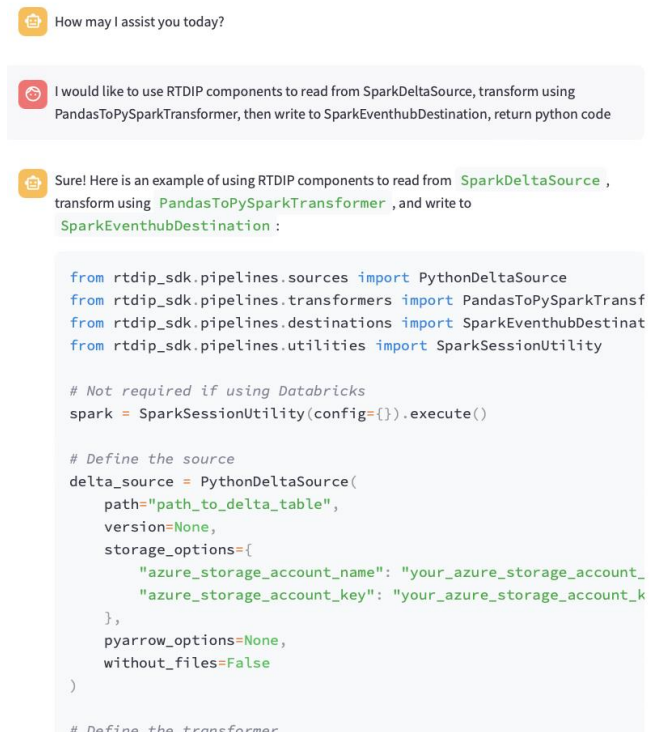 How may I assist you today?
I would like to use RTDIP components to read from SparkDeltaSource, transform using
PandasToPySparkTransformer, then write to SparkEventhubDestination, return python code
Sure! Here is an example of using RTDIP components to read from SparkDeltaSource ,
transform using PandasToPySparkTransformer , and write to
SparkEventhubDestination :
from rtdip_sdk.pipelines.sources import PythonDeltaSource
from rtdip_sdk.pipelines.transformers import PandasToPySparkTransf
from rtdip_sdk.pipelines.destinations import SparkEventhubDestinat
from rtdip_sdk.pipelines.utilities import SparkSessionUtility
# Not required if using Databricks
spark = SparkSessionUtility(config={}).execute()
# Define the source
delta_source = PythonDeltaSource(
    path="path_to_delta_table",
    version=None,
    storage_options={
        "azure_storage_account_name": "your_azure_storage_account_
        "azure_storage_account_key": "your_azure_storage_account_k
    },
    pyarrow_options=None,
    without_files=False
)
# Define the transformer